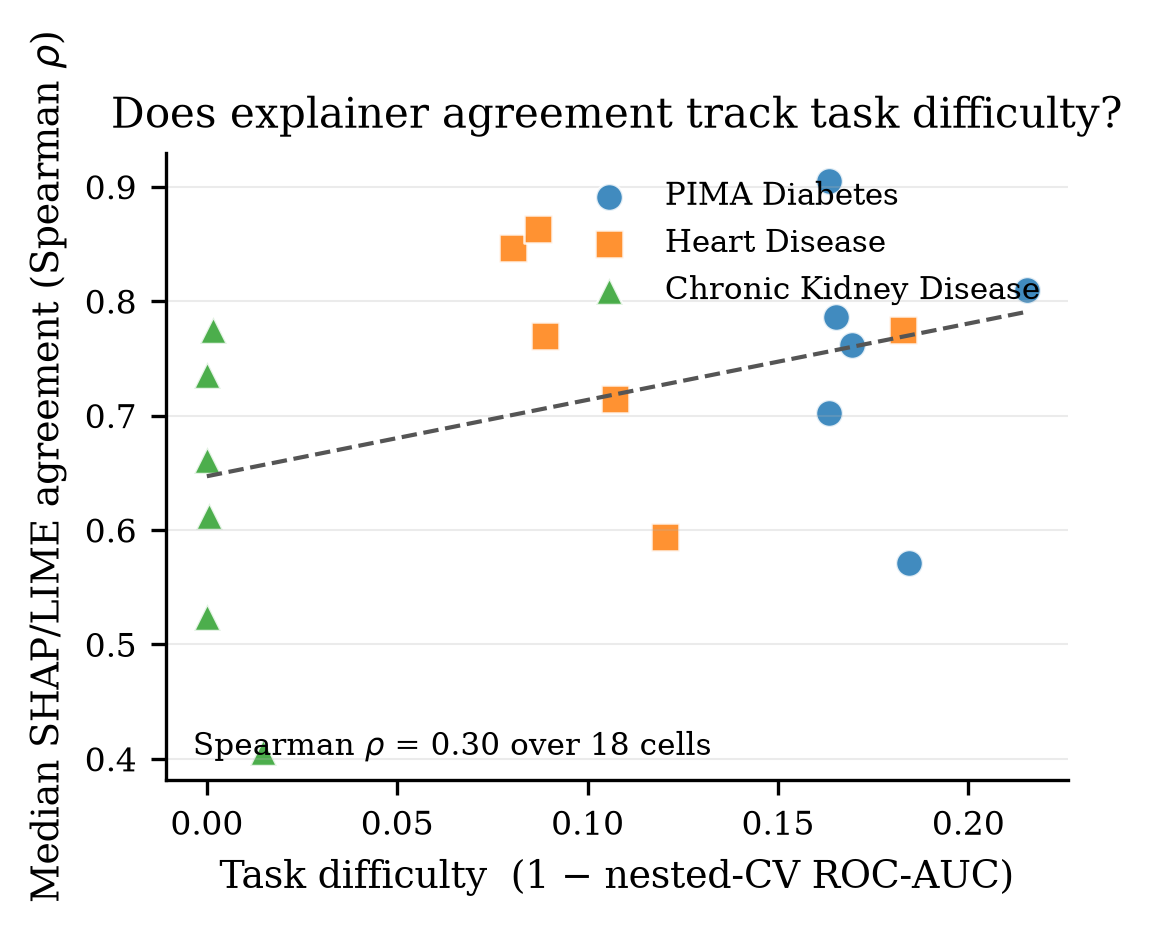 Does explainer agreement track task difficulty?
Median SHAP/LIME agreement (Spearman ρ)
0.9
0.8
0.7
0.6
0.5
0.4
PIMA Diabetes
Heart Disease
Chronic Kidney Disease
Spearman ρ = 0.30 over 18 cells
0.00 0.05 0.10 0.15 0.20
Task difficulty (1 − nested-CV ROC-AUC)